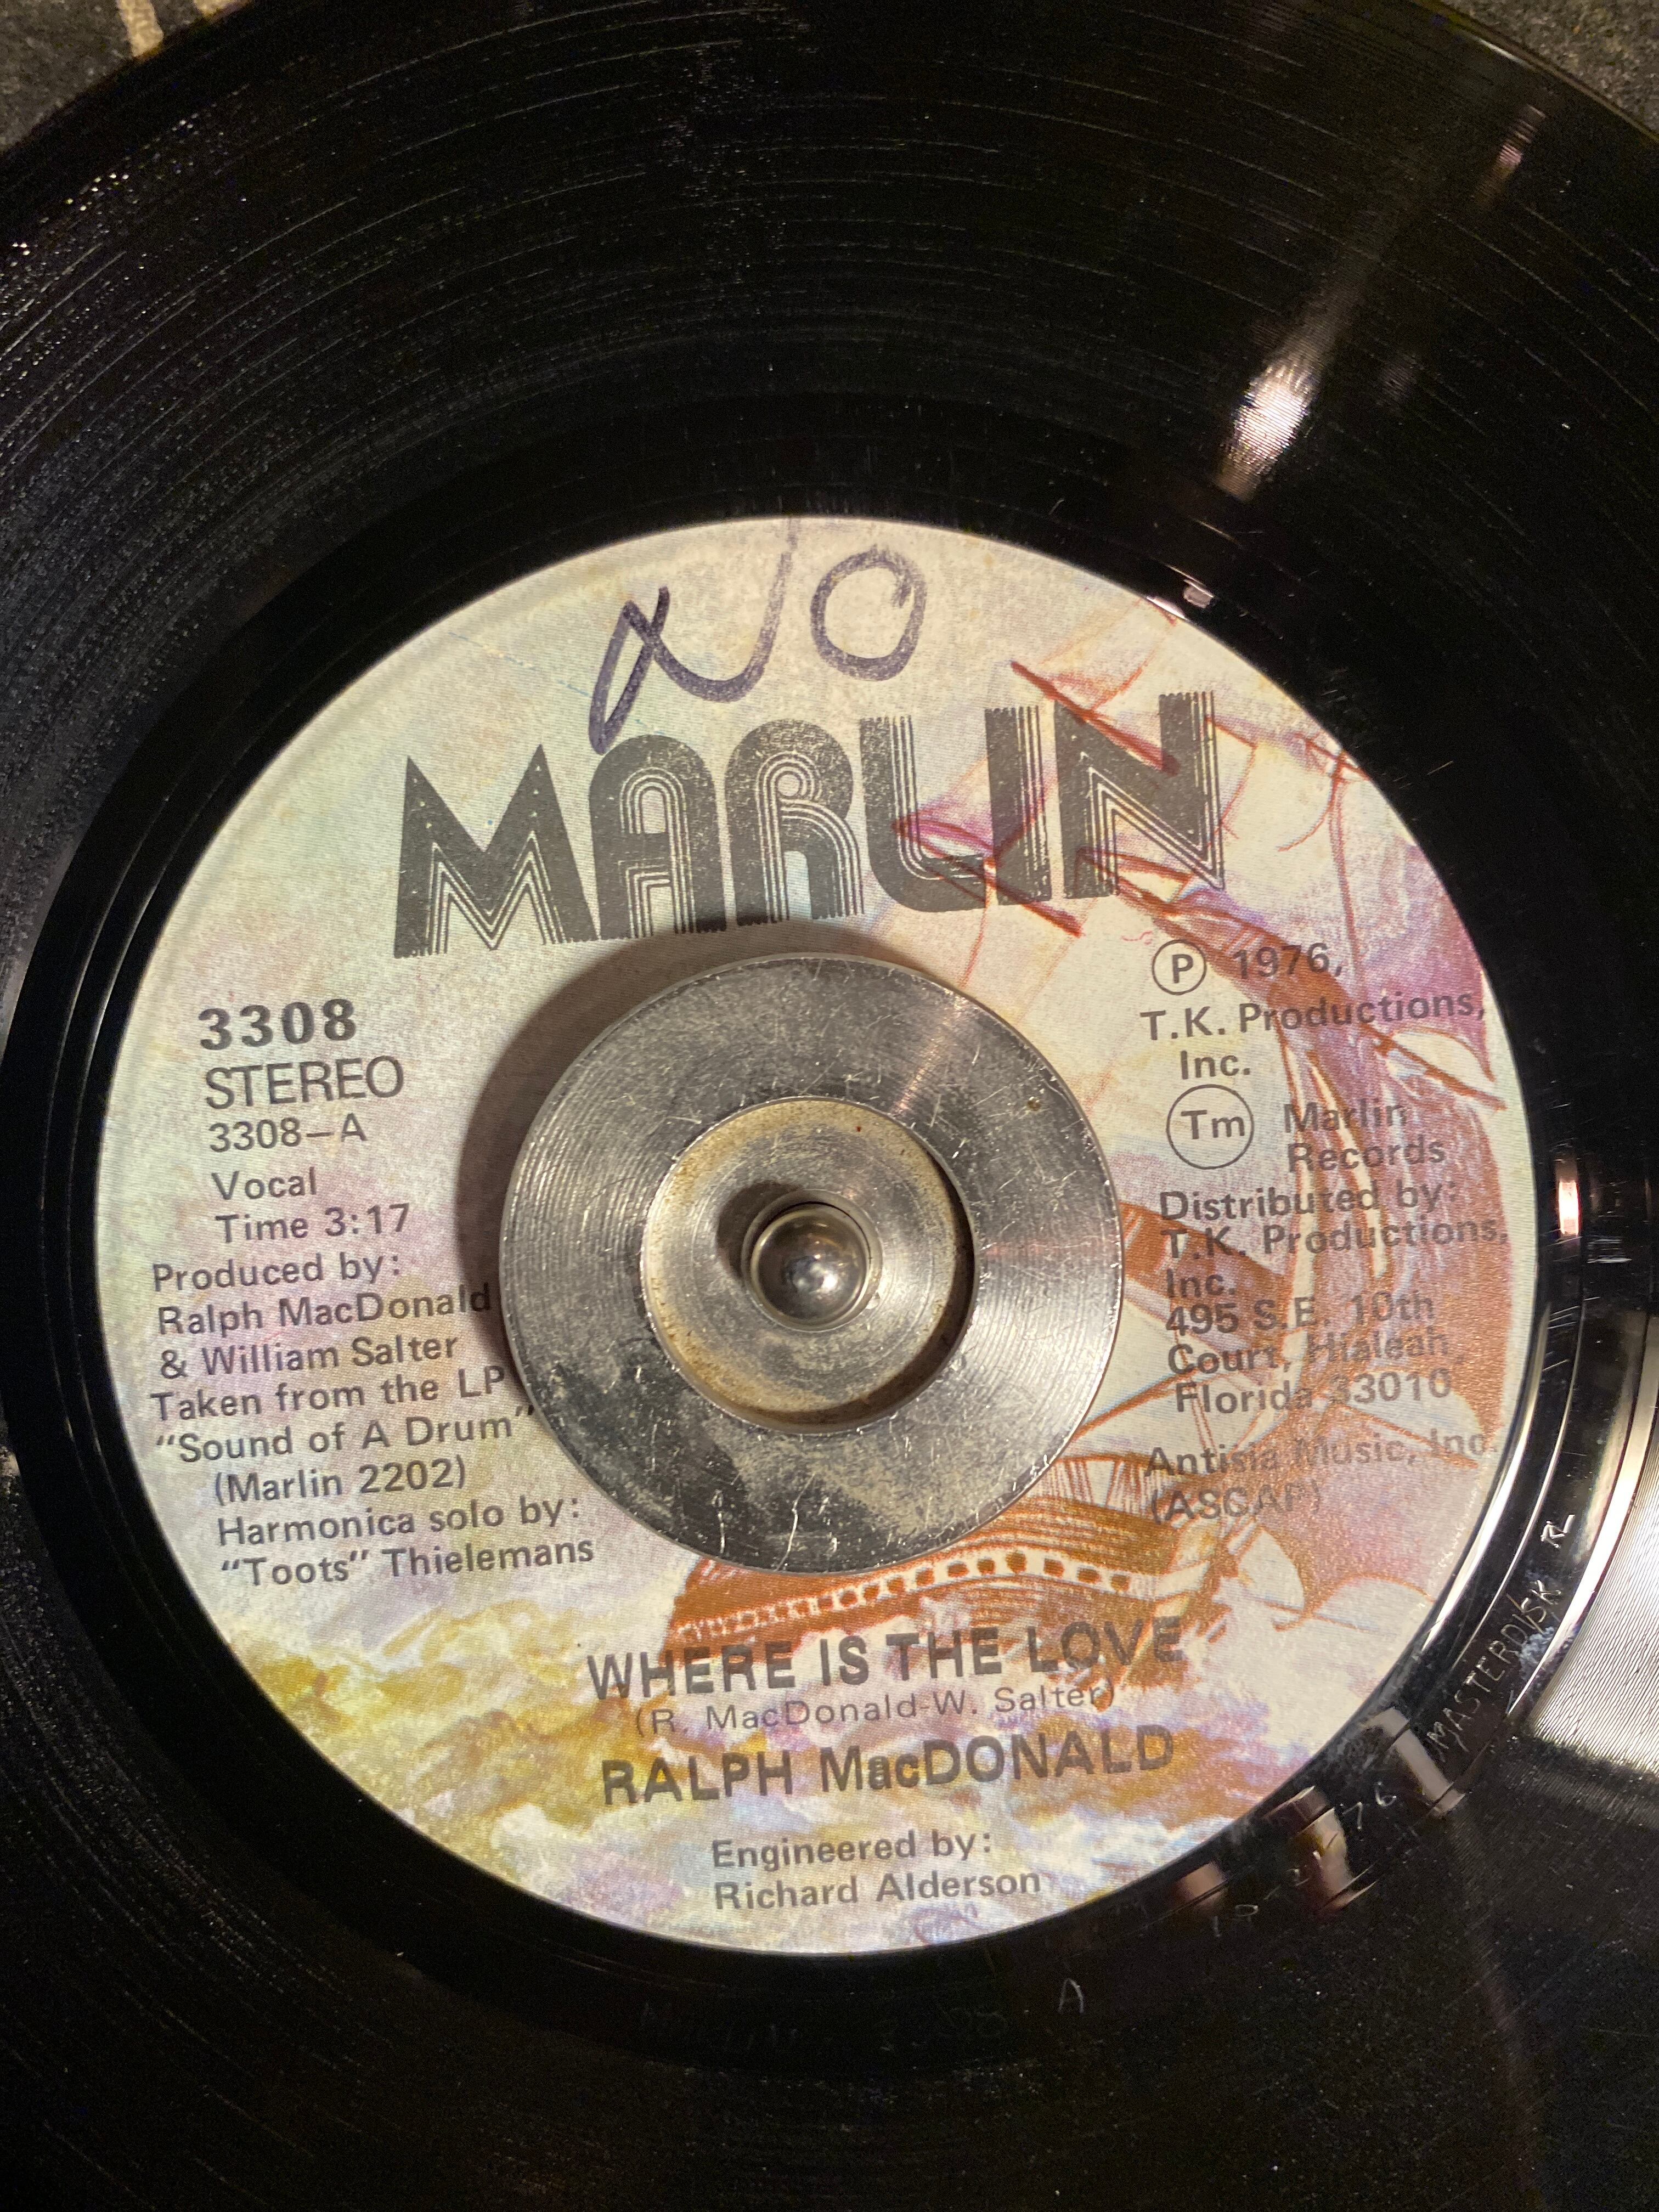 NO
MARLIN
3308
STEREO
3308-A
Vocal
Time 3:17
Produced by:
Ralph MacDonald
& William Salter
Taken from the LP
"Sound of A Drum"
(Marlin 2202)
Harmonica solo by:
"Toots" Thielemans
Ⓟ 1976,
T.K. Productions,
Inc.
Tm Marlin
Records
Distributed by:
T.K. Productions,
Inc.
495 S.E. 10th
Court, Hialeah,
Florida 33010
Antisia Music, Inc.
(ASCAP)
WHERE IS THE LOVE
(R. MacDonald-W. Salter)
RALPH MacDONALD
Engineered by:
Richard Alderson
MASTERDISK
76
A